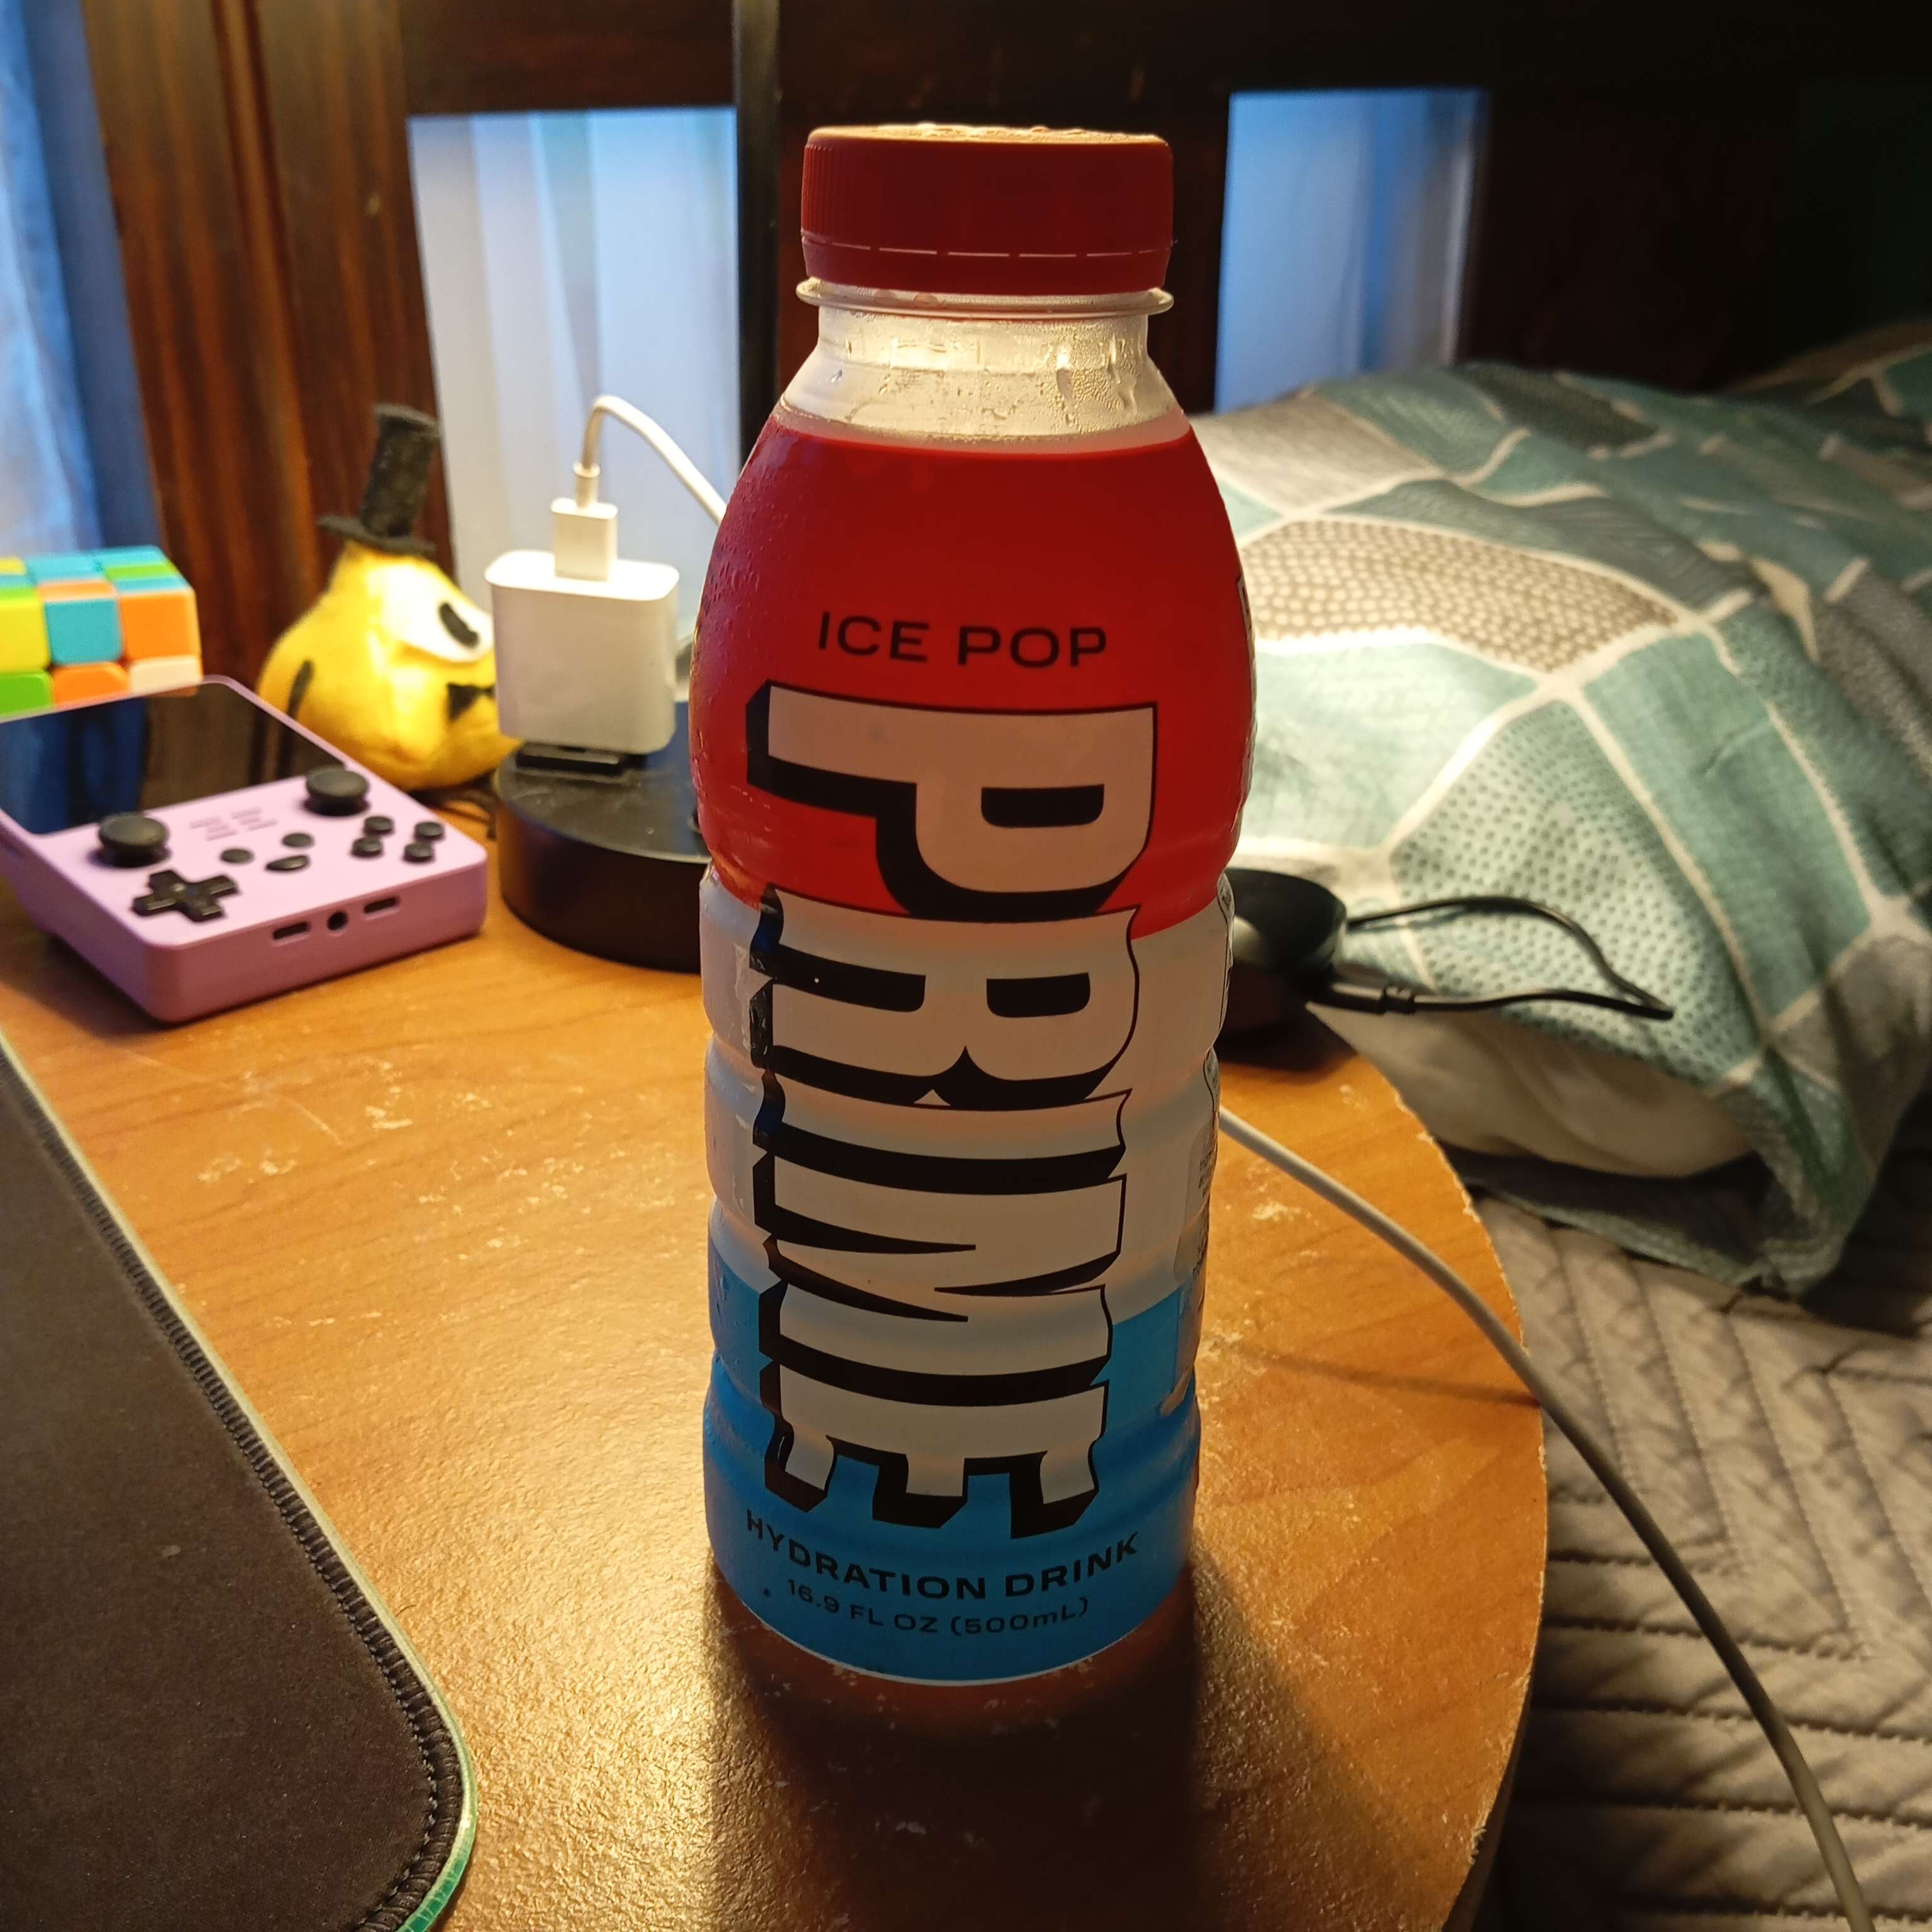 ICE POP
PRIME
HYDRATION DRINK
16.9 FL OZ (500mL)